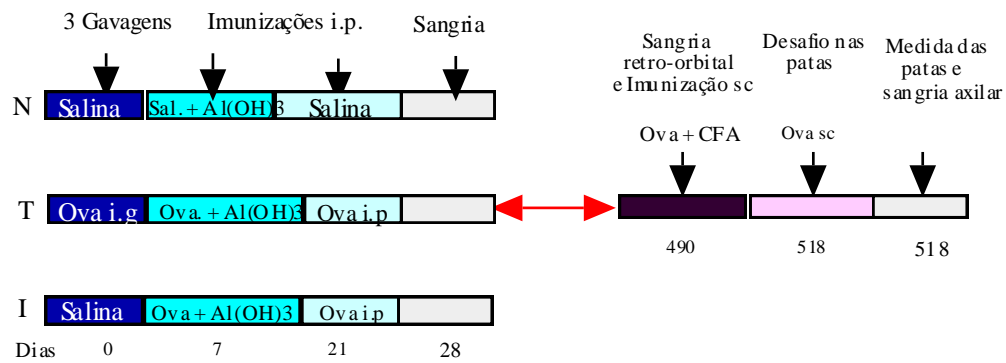 3 Gavagens
Imunizações i.p.
Sangria
N
Salina
Sal. + Al(OH)3
Salina
Sangria
retro-orbital
e Imunização sc
Desafio nas
patas
Medida das
patas e
sangria axilar
Ova + CFA
Ova sc
T
Ova i.g
Ova. + Al(OH)3
Ova i.p
490
518
518
I
Salina
Ova + Al(OH)3
Ova i.p
Dias
0
7
21
28